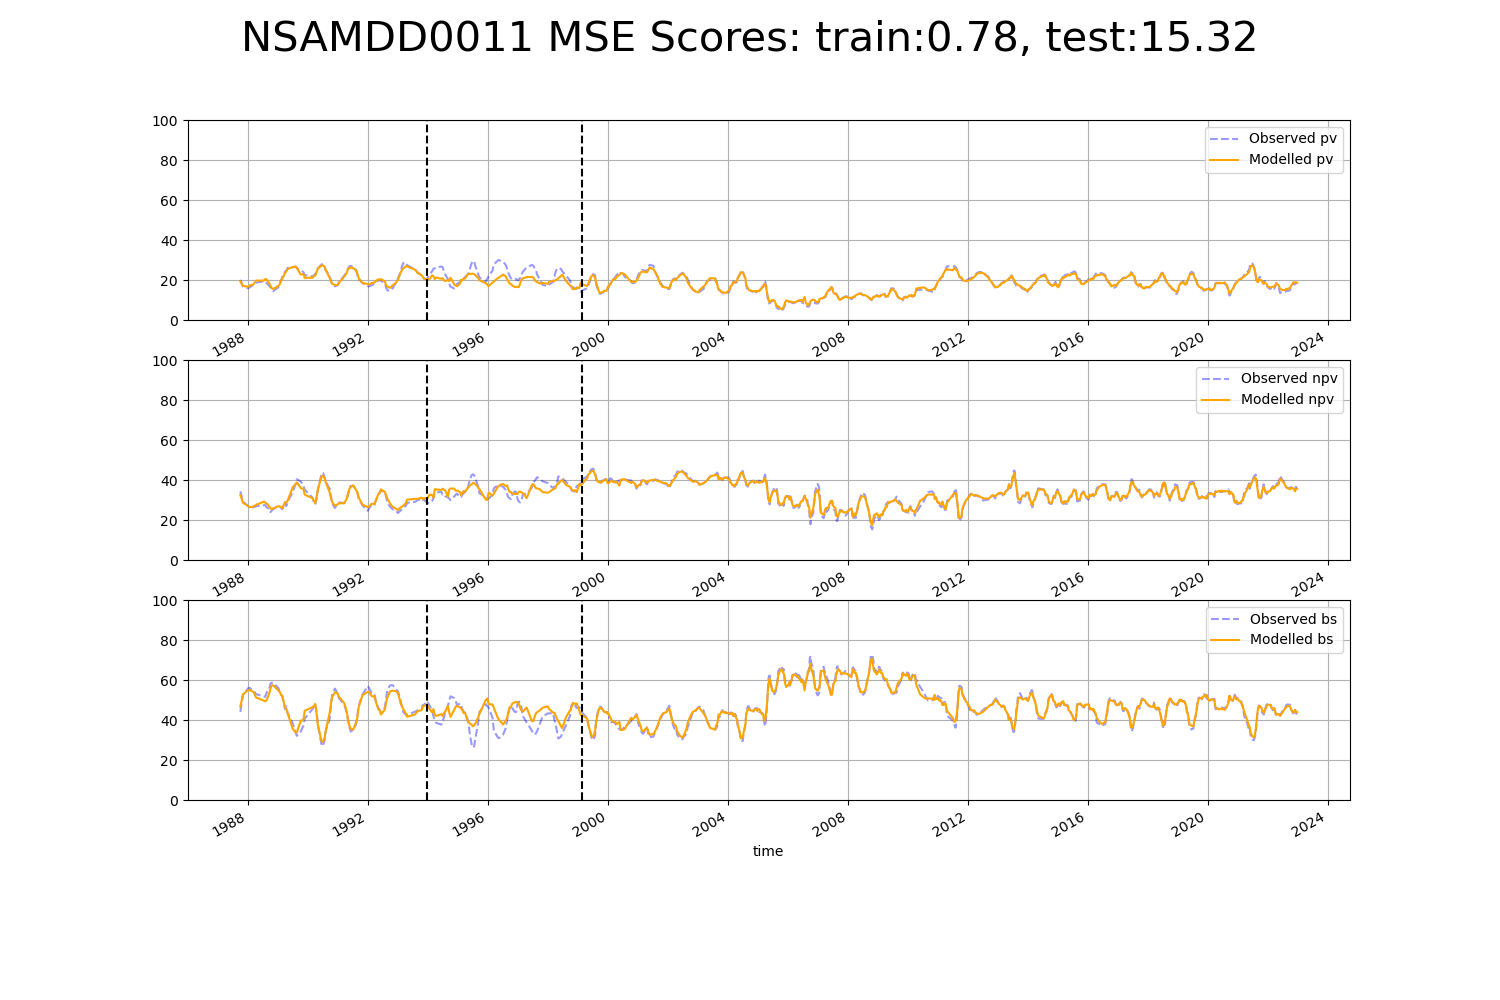 NSAMDD0011 MSE Scores: train:0.78, test:15.32
100
80
60
40
20
0
Observed pv
Modelled pv
1988 1992 1996 2000 2004 2008 2012 2016 2020 2024
100
80
60
40
20
0
Observed npv
Modelled npv
1988 1992 1996 2000 2004 2008 2012 2016 2020 2024
100
80
60
40
20
0
Observed bs
Modelled bs
1988 1992 1996 2000 2004 2008 2012 2016 2020 2024
time